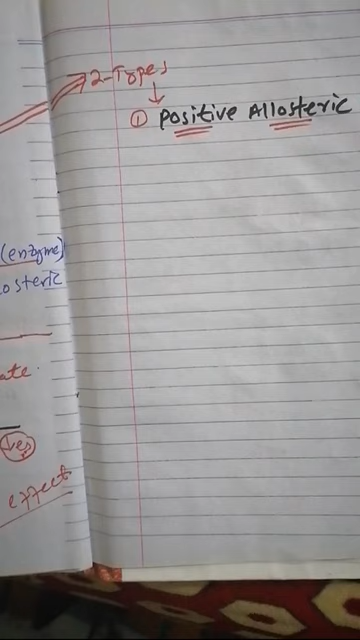 2-Types
① Positive Allosteric
(enzyme)
osteric
ate.
effect